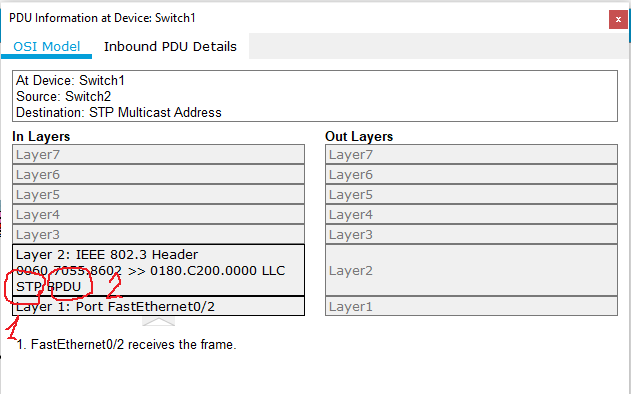 PDU Information at Device: Switch1
x
OSI Model Inbound PDU Details
At Device: Switch1
Source: Switch2
Destination: STP Multicast Address
In Layers Out Layers
Layer7 Layer7
Layer6 Layer6
Layer5 Layer5
Layer4 Layer4
Layer3 Layer3
Layer 2: IEEE 802.3 Header
0060.7055.8602 >> 0180.C200.0000 LLC Layer2
STP BPDU 2
Layer 1: Port FastEthernet0/2 Layer1
1
1. FastEthernet0/2 receives the frame.